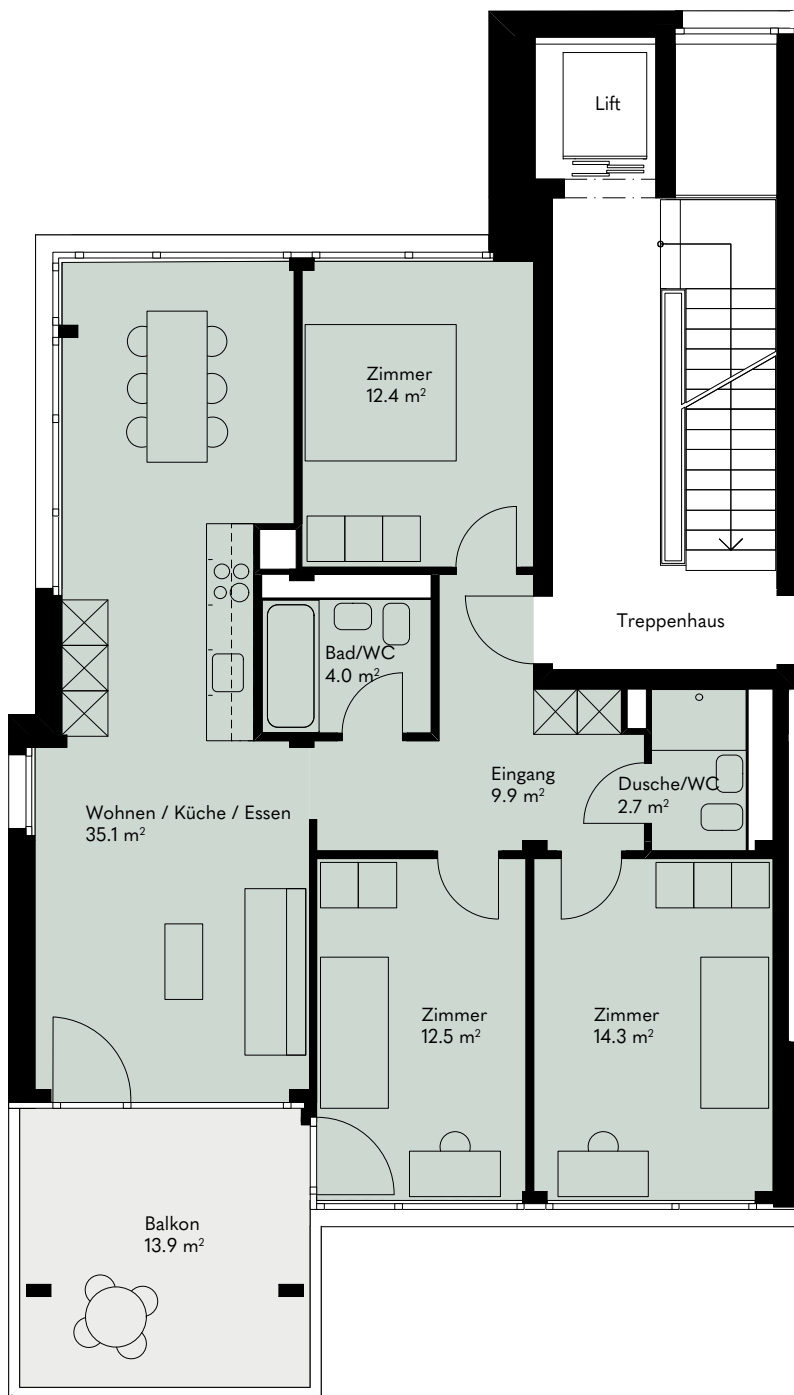 Lift
Zimmer
12.4 m²
Treppenhaus
Bad/WC
4.0 m²
Eingang
9.9 m²
Dusche/WC
2.7 m²
Wohnen / Küche / Essen
35.1 m²
Zimmer
12.5 m²
Zimmer
14.3 m²
Balkon
13.9 m²